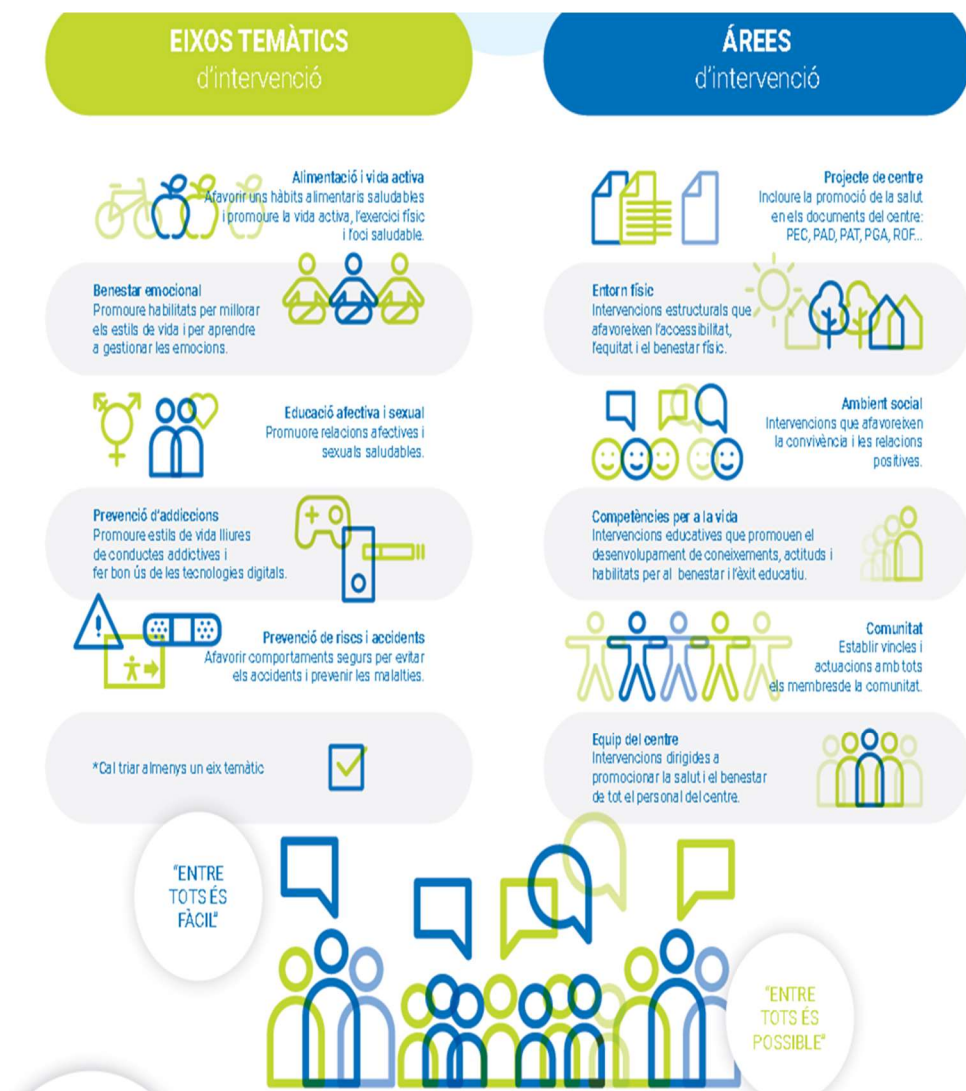 EIXOS TEMÀTICS
d'intervenció
Alimentació i vida activa
Afavorir uns hàbits alimentaris saludables
i promoure la vida activa, l'exercici físic
i l'oci saludable.
Benestar emocional
Promoure habilitats per millorar
els estils de vida i per aprendre
a gestionar les emocions.
Educació afectiva i sexual
Promuore relacions afectives i
sexuals saludables.
Prevenció d'addiccions
Promoure estils de vida lliures
de conductes addictives i
fer bon ús de les tecnologies digitals.
Prevenció de riscs i accidents
Afavorir comportaments segurs per evitar
els accidents i prevenir les malalties.
*Cal triar almenys un eix temàtic
ÁREES
d'intervenció
Projecte de centre
Incloure la promoció de la salut
en els documents del centre:
PEC, PAD, PAT, PGA, ROF...
Entorn físic
Intervencions estructurals que
afavoreixen l'accessibilitat,
l'equitat i el benestar físic.
Ambient social
Intervencions que afavoreixen
la convivència i les relacions
positives.
Competències per a la vida
Intervencions educatives que promouen el
desenvolupament de coneixements, actituds i
habilitats per al benestar i l'èxit educatiu.
Comunitat
Establir vincles i
actuacions amb tots
els membresde la comunitat.
Equip del centre
Intervencions dirigides a
promocionar la salut i el benestar
de tot el personal del centre.
"ENTRE
TOTS ÉS
FÀCIL"
"ENTRE
TOTS ÉS
POSSIBLE"